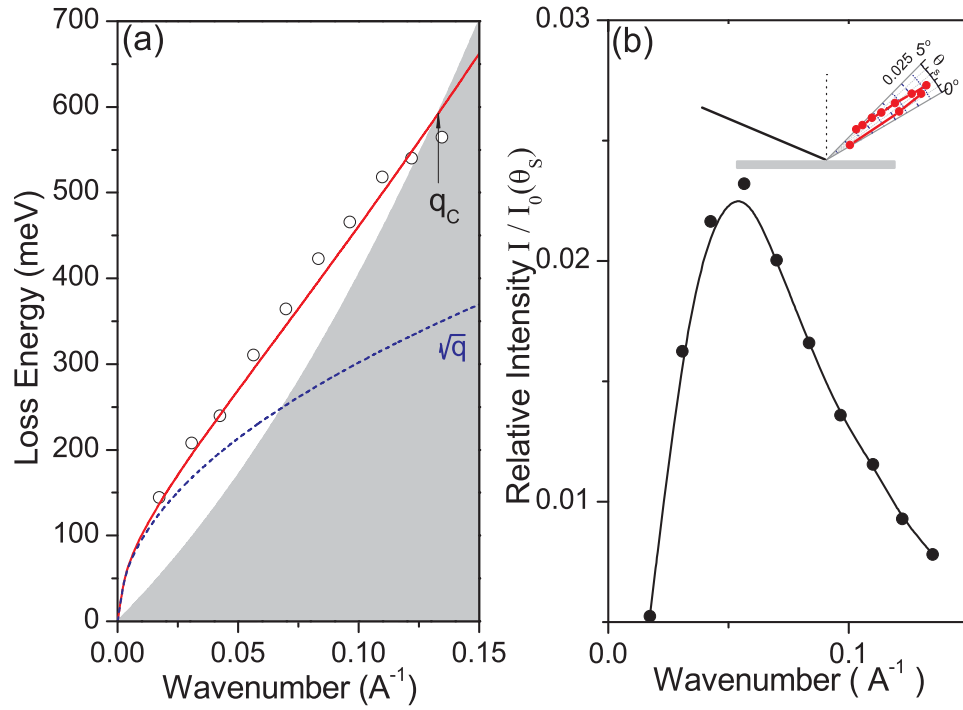 (a)
700
600
500
400
300
200
100
0
Loss Energy (meV)
q_C
√q
0.00
0.05
0.10
0.15
Wavenumber (A⁻¹)
(b)
0.03
0.02
0.01
Relative Intensity I / I₀(θ_S)
0.025
5°
θ_s
0°
0.0
0.1
Wavenumber ( A⁻¹)